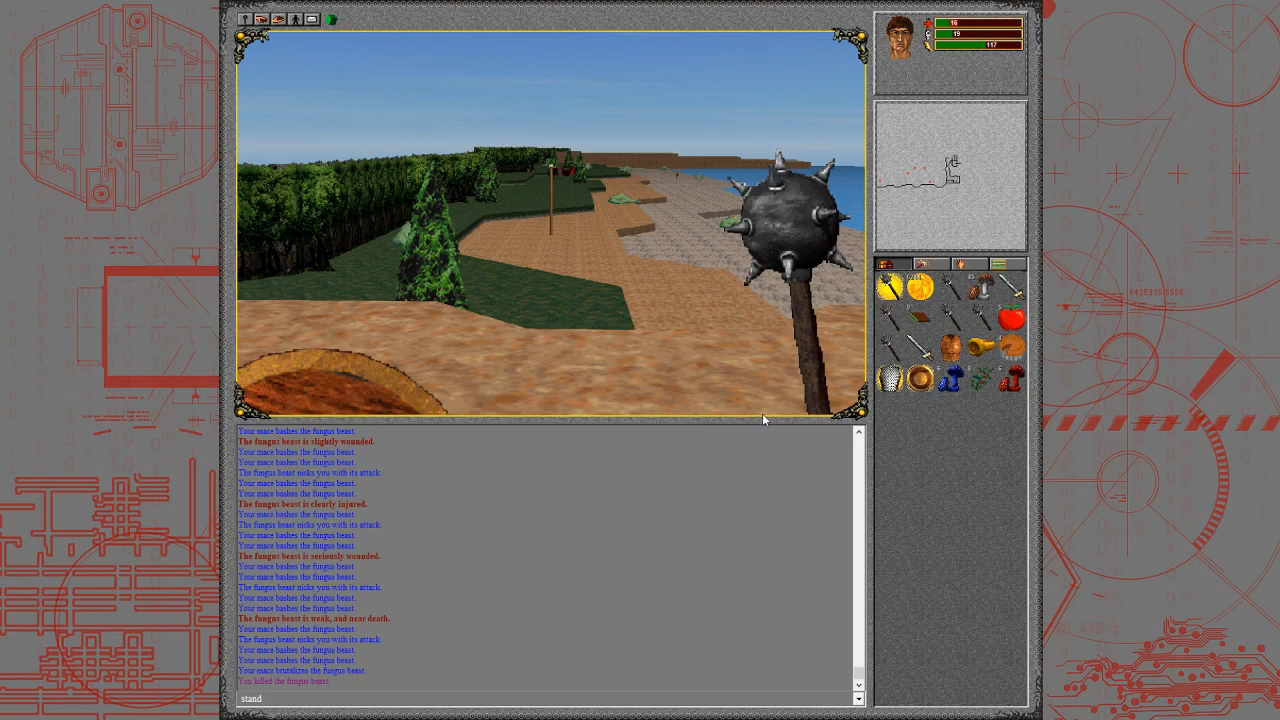 16
19
117
Your mace bashes the fungus beast.
The fungus beast is slightly wounded.
Your mace bashes the fungus beast.
Your mace bashes the fungus beast.
The fungus beast nicks you with its attack.
Your mace bashes the fungus beast.
Your mace bashes the fungus beast.
The fungus beast is clearly injured.
Your mace bashes the fungus beast.
The fungus beast nicks you with its attack.
Your mace bashes the fungus beast.
Your mace bashes the fungus beast.
The fungus beast is seriously wounded.
Your mace bashes the fungus beast.
Your mace bashes the fungus beast.
The fungus beast nicks you with its attack.
Your mace bashes the fungus beast.
Your mace bashes the fungus beast.
The fungus beast is weak, and near death.
Your mace bashes the fungus beast.
The fungus beast nicks you with its attack.
Your mace bashes the fungus beast.
Your mace bashes the fungus beast.
Your mace brutalizes the fungus beast.
You killed the fungus beast.
stand